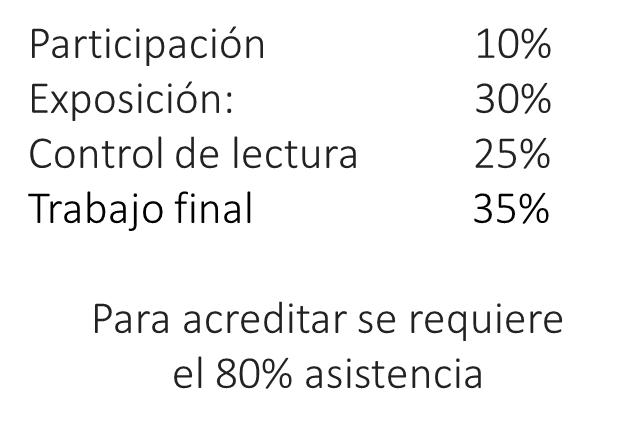 Participación 10%
Exposición: 30%
Control de lectura 25%
Trabajo final 35%
Para acreditar se requiere
el 80% asistencia